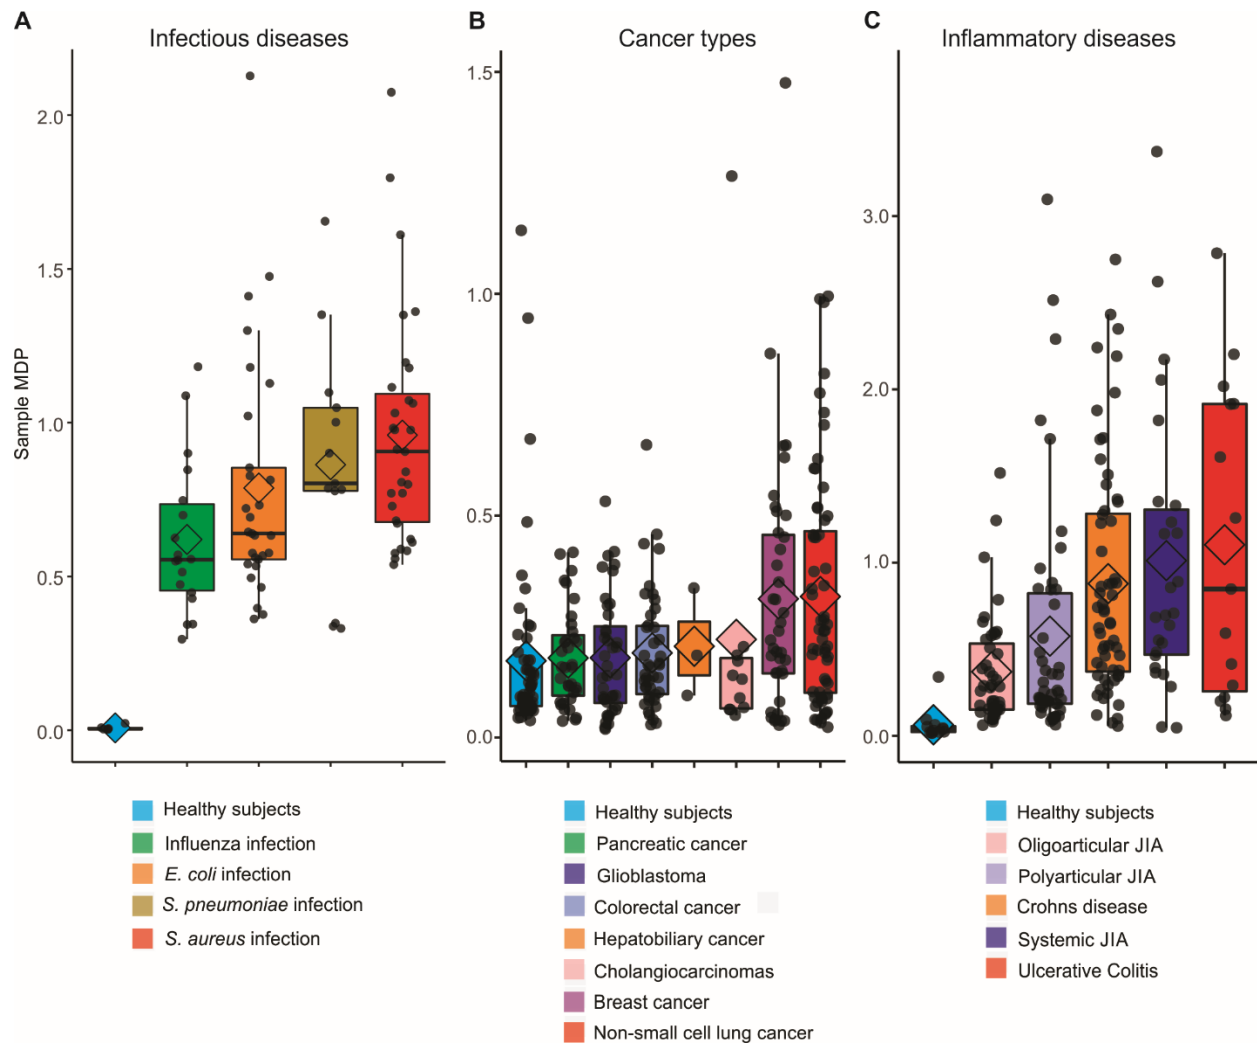 A
Infectious diseases
Sample MDP
2.0
1.5
1.0
0.5
0.0
Healthy subjects
Influenza infection
E. coli infection
S. pneumoniae infection
S. aureus infection
B
Cancer types
1.5
1.0
0.5
0.0
Healthy subjects
Pancreatic cancer
Glioblastoma
Colorectal cancer
Hepatobiliary cancer
Cholangiocarcinomas
Breast cancer
Non-small cell lung cancer
C
Inflammatory diseases
3.0
2.0
1.0
0.0
Healthy subjects
Oligoarticular JIA
Polyarticular JIA
Crohns disease
Systemic JIA
Ulcerative Colitis